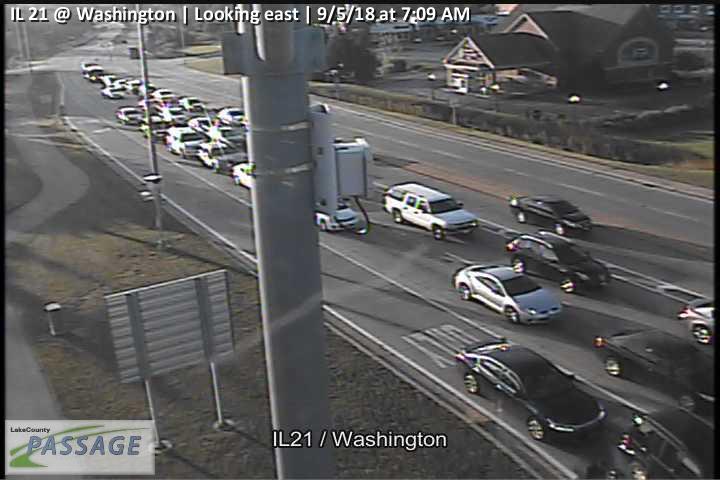 IL 21 @ Washington | Looking east | 9/5/18 at 7:09 AM
IL21 / Washington
LakeCounty
PASSAGE